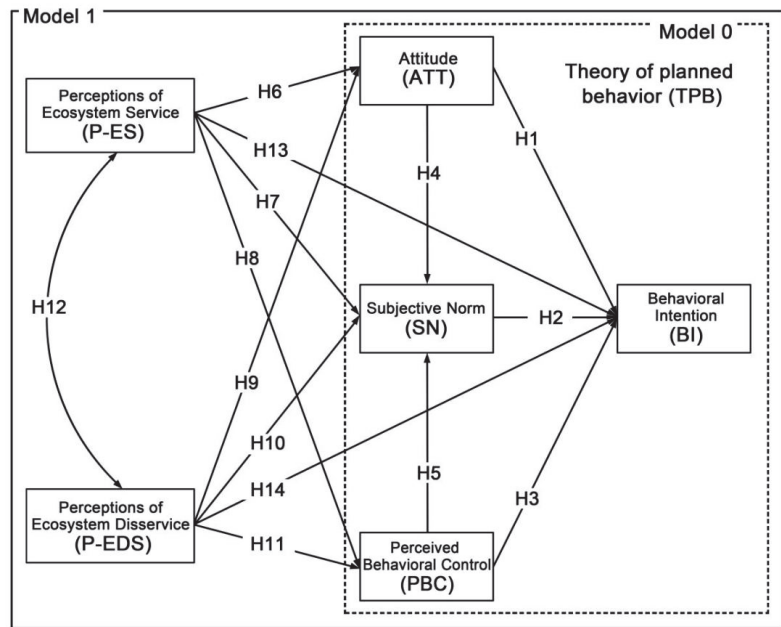 Model 1
Model 0
Attitude
(ATT)
Theory of planned
behavior (TPB)
Perceptions of
Ecosystem Service
(P-ES)
H6
H1
H13
H4
H7
H8
Subjective Norm
(SN)
H2
Behavioral
Intention
(BI)
H12
H9
H10
H5
H14
H3
Perceptions of
Ecosystem Disservice
(P-EDS)
H11
Perceived
Behavioral Control
(PBC)